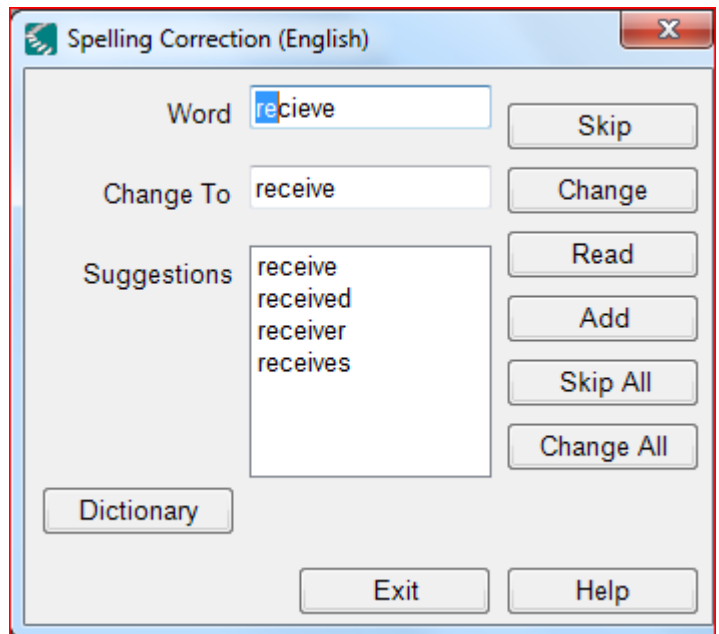 Spelling Correction (English)
Word recieve Skip
Change To receive Change
Suggestions receive Read
received
receiver Add
receives Skip All
Change All
Dictionary
Exit Help